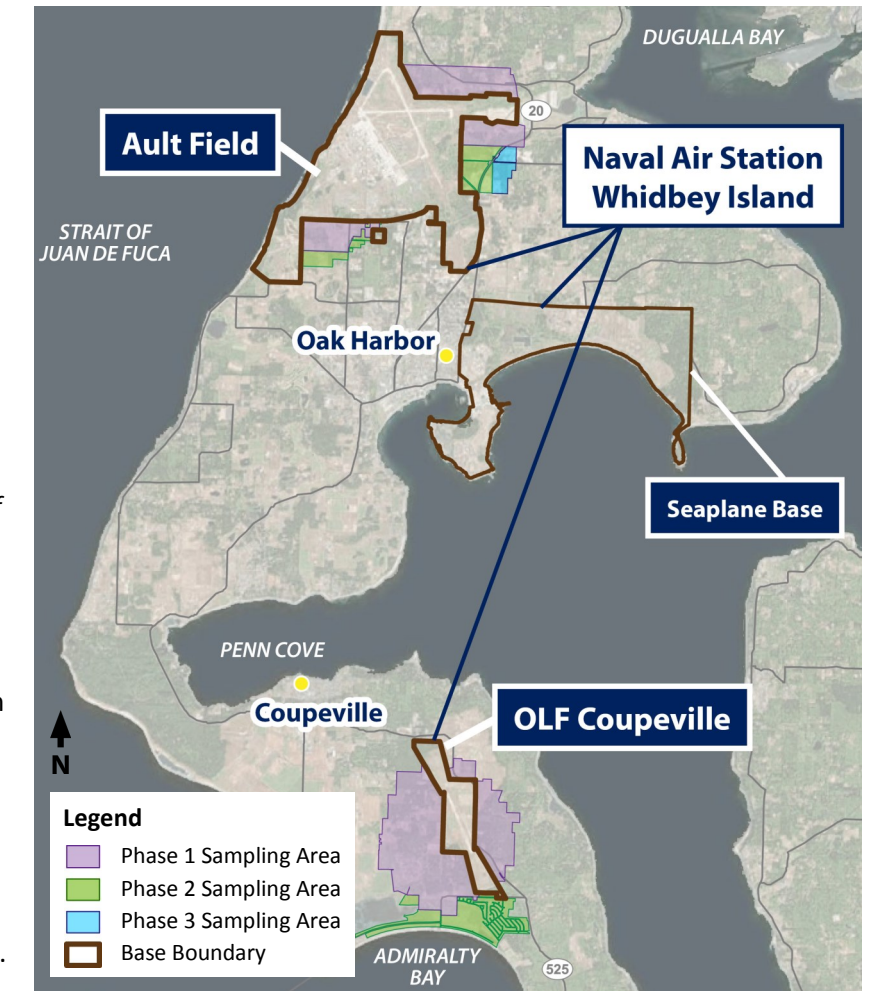 DUGUALLA BAY
20
Ault Field
Naval Air Station
Whidbey Island
STRAIT OF
JUAN DE FUCA
Oak Harbor
Seaplane Base
f
PENN COVE
Coupeville
n
OLF Coupeville
N
Legend
Phase 1 Sampling Area
Phase 2 Sampling Area
Phase 3 Sampling Area
Base Boundary
.
ADMIRALTY
BAY
525